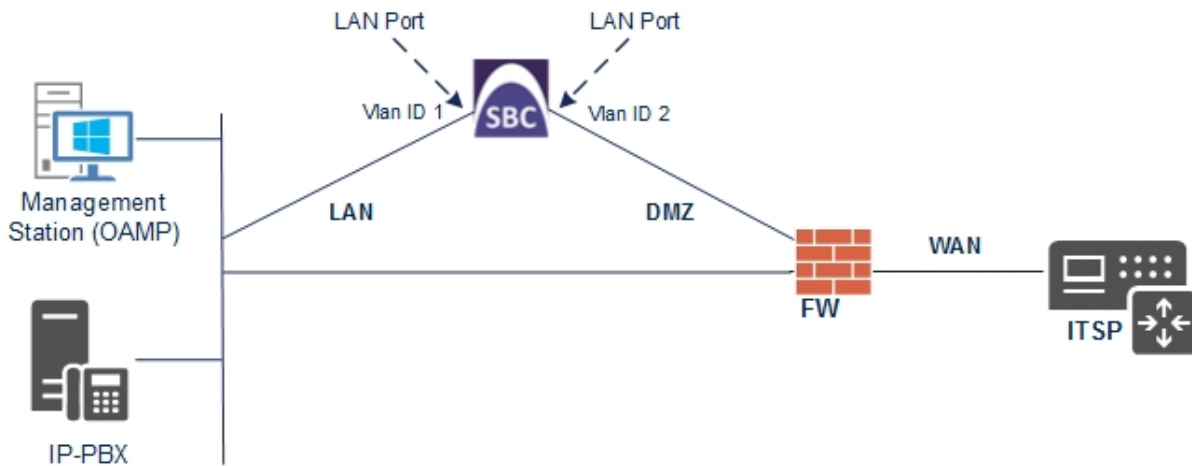 LAN Port
LAN Port
Vlan ID 1
SBC
Vlan ID 2
Management
Station (OAMP)
LAN
DMZ
WAN
FW
ITSP
IP-PBX